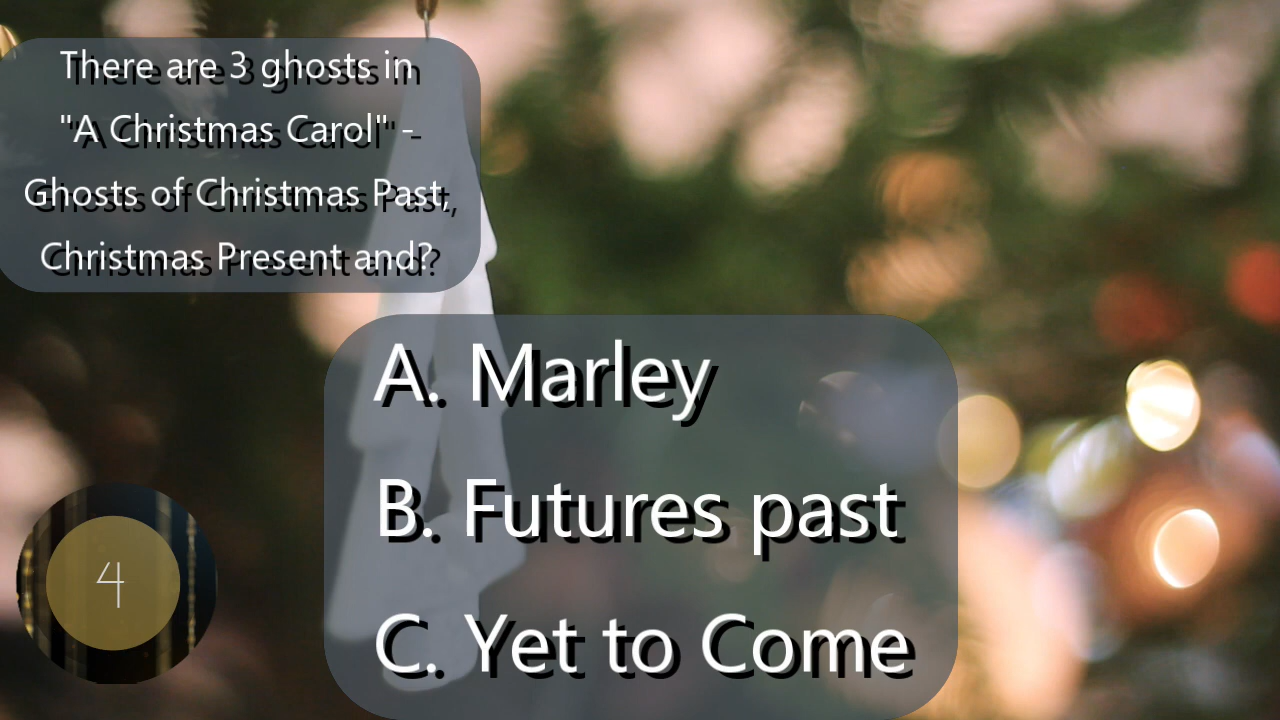 There are 3 ghosts in
"A Christmas Carol" -
Ghosts of Christmas Past,
Christmas Present and?
A. Marley
B. Futures past
C. Yet to Come
4